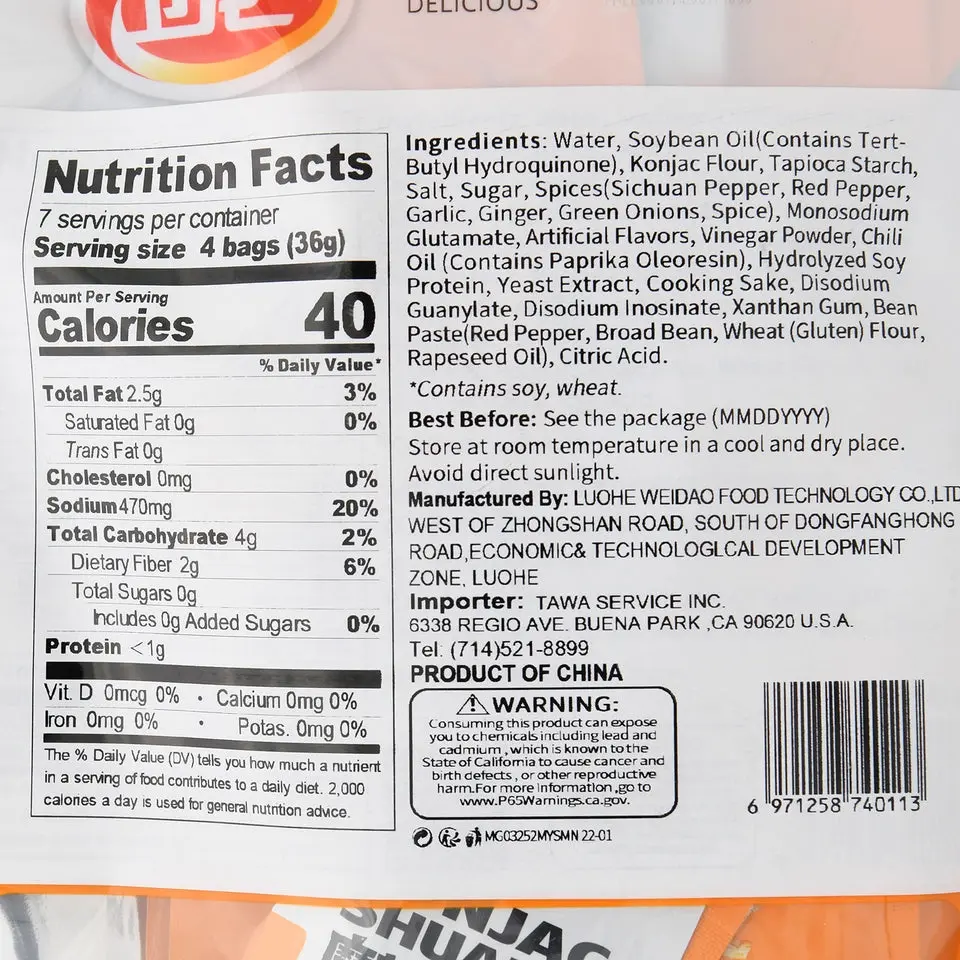 DELICIOUS
Nutrition Facts
7 servings per container
Serving size 4 bags (36g)
Amount Per Serving
Calories 40
% Daily Value*
Total Fat 2.5g 3%
Saturated Fat 0g 0%
Trans Fat 0g
Cholesterol 0mg 0%
Sodium 470mg 20%
Total Carbohydrate 4g 2%
Dietary Fiber 2g 6%
Total Sugars 0g
Includes 0g Added Sugars 0%
Protein <1g
Vit. D 0mcg 0% • Calcium 0mg 0%
Iron 0mg 0% • Potas. 0mg 0%
The % Daily Value (DV) tells you how much a nutrient
in a serving of food contributes to a daily diet. 2,000
calories a day is used for general nutrition advice.
Ingredients: Water, Soybean Oil(Contains Tert-
Butyl Hydroquinone), Konjac Flour, Tapioca Starch,
Salt, Sugar, Spices(Sichuan Pepper, Red Pepper,
Garlic, Ginger, Green Onions, Spice), Monosodium
Glutamate, Artificial Flavors, Vinegar Powder, Chili
Oil (Contains Paprika Oleoresin), Hydrolyzed Soy
Protein, Yeast Extract, Cooking Sake, Disodium
Guanylate, Disodium Inosinate, Xanthan Gum, Bean
Paste(Red Pepper, Broad Bean, Wheat (Gluten) Flour,
Rapeseed Oil), Citric Acid.
*Contains soy, wheat.
Best Before: See the package (MMDDYYYY)
Store at room temperature in a cool and dry place.
Avoid direct sunlight.
Manufactured By: LUOHE WEIDAO FOOD TECHNOLOGY CO.,LTD
WEST OF ZHONGSHAN ROAD, SOUTH OF DONGFANGHONG
ROAD,ECONOMIC& TECHNOLOGLCAL DEVELOPMENT
ZONE, LUOHE
Importer: TAWA SERVICE INC.
6338 REGIO AVE. BUENA PARK ,CA 90620 U.S.A.
Tel: (714)521-8899
PRODUCT OF CHINA
WARNING:
Consuming this product can expose
you to chemicals including lead and
cadmium , which is known to the
State of California to cause cancer and
birth defects , or other reproductive
harm.For more Information ,go to
www.P65Warnings.ca.gov.
6 971258 740113
MG03252MYSMN 22-01